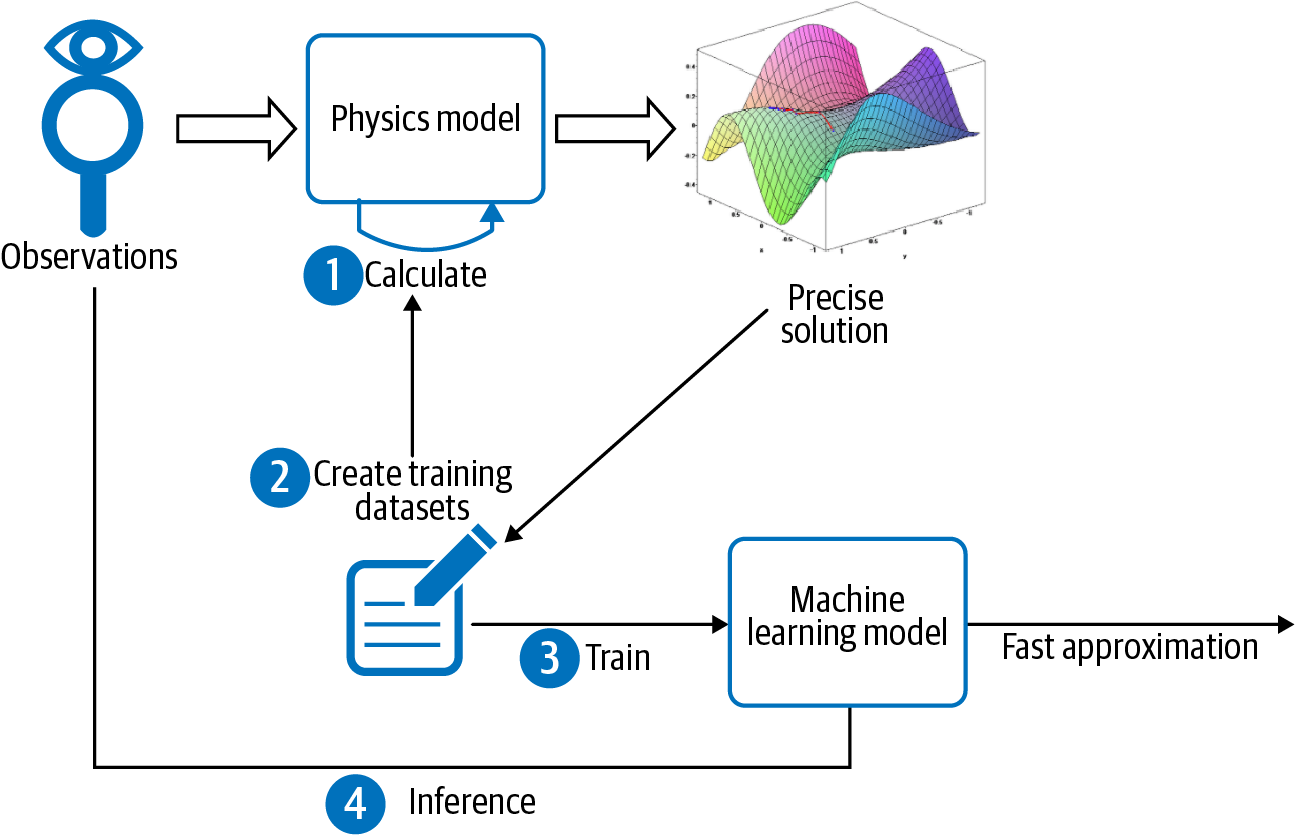 Physics model
Observations
1 Calculate
Precise
solution
2 Create training
datasets
Machine
learning model
3 Train
Fast approximation
4 Inference